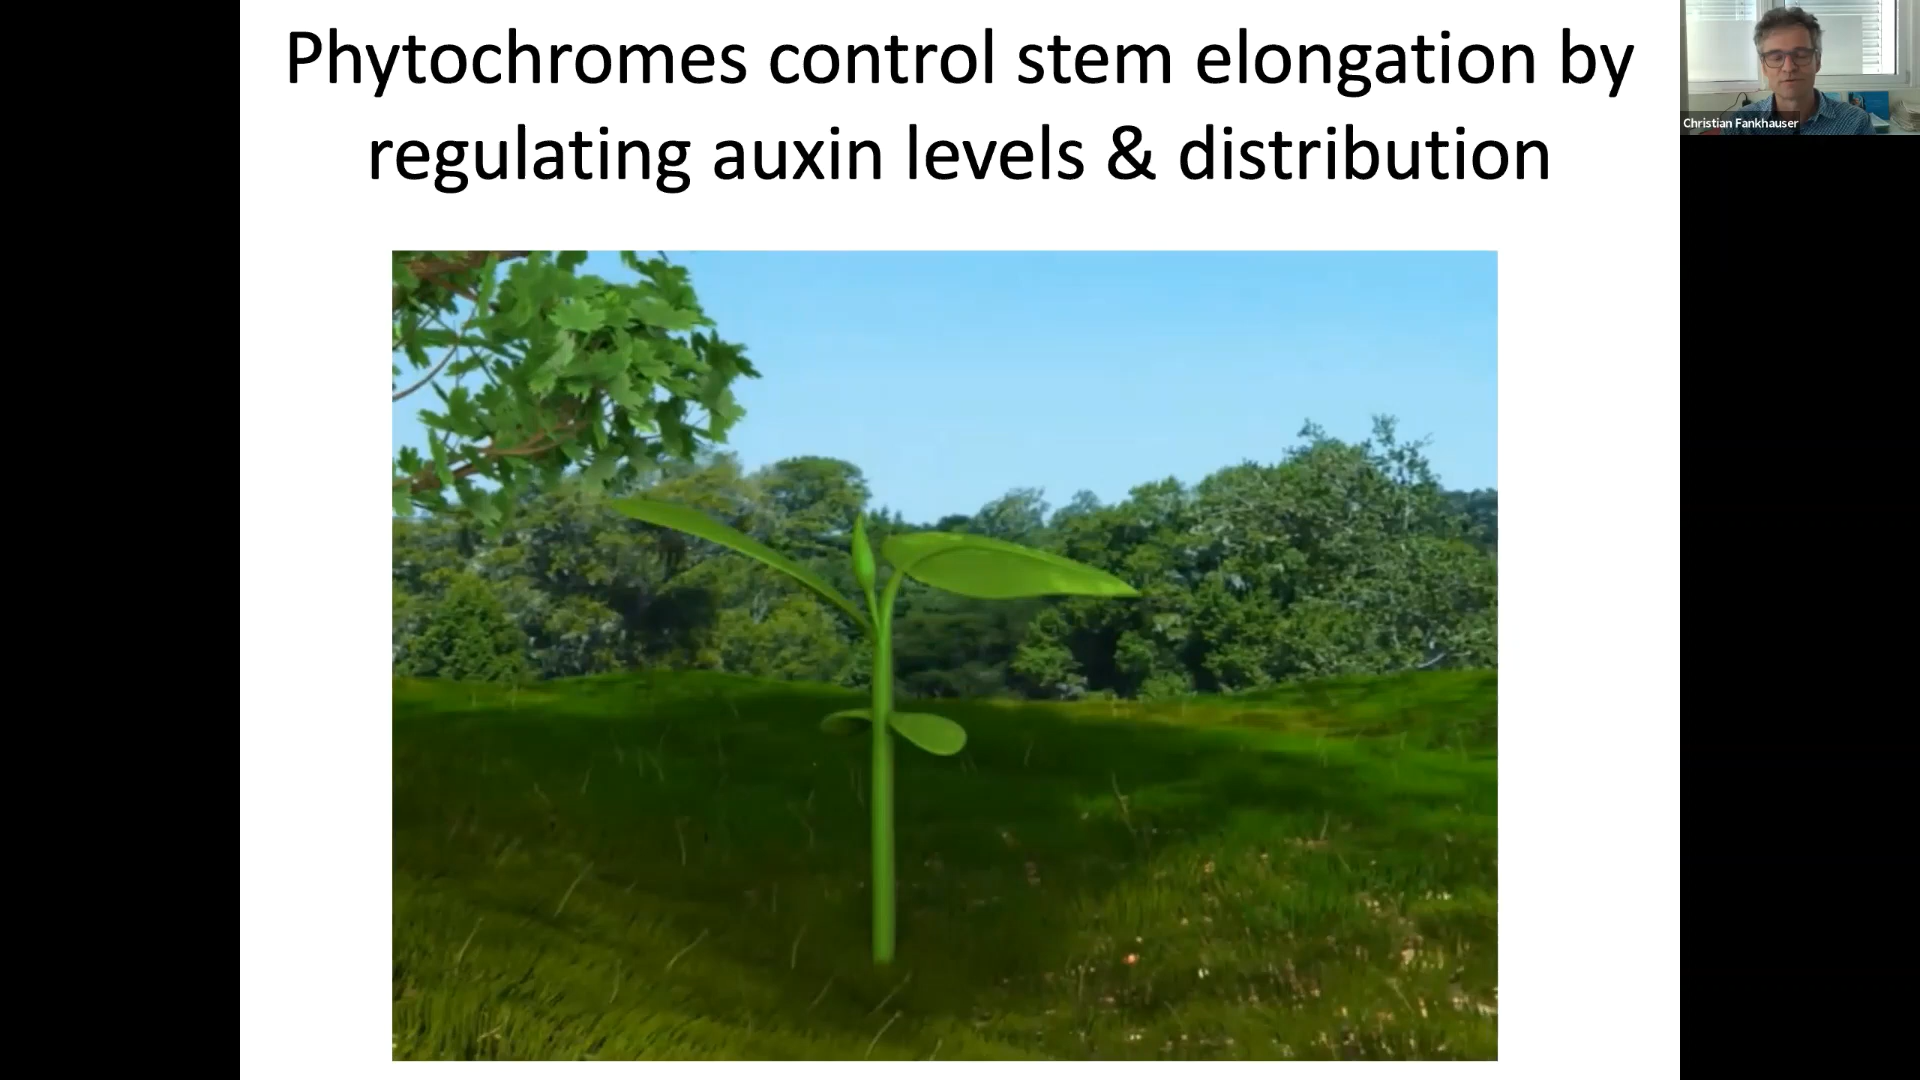 Phytochromes control stem elongation by
regulating auxin levels & distribution
Christian Fankhauser